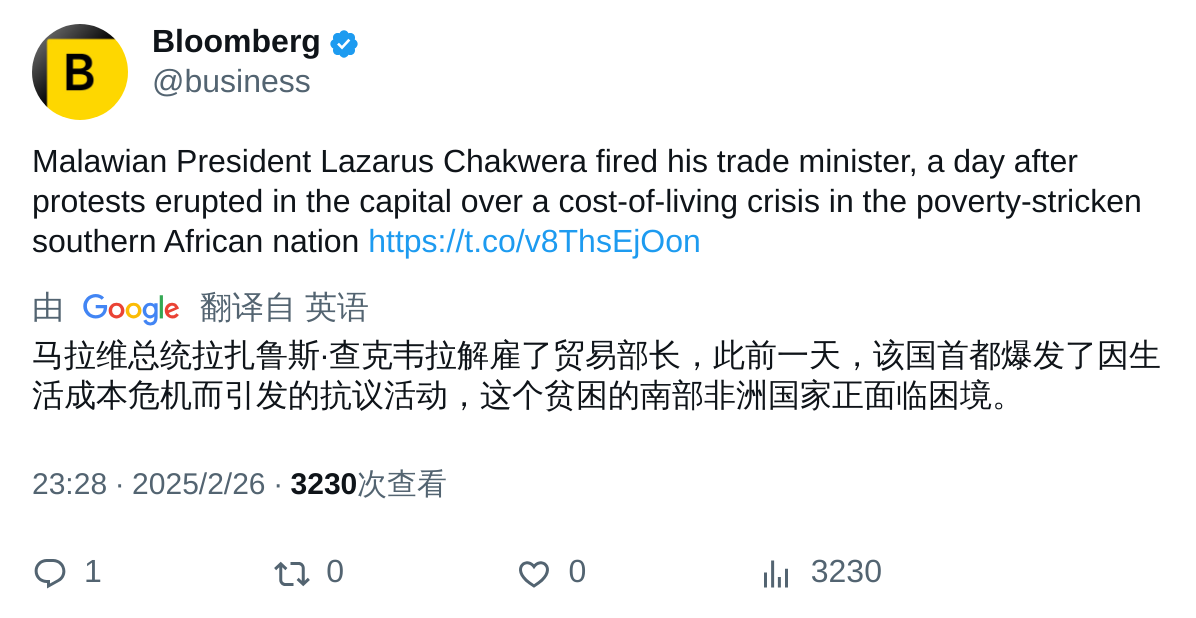 B
Bloomberg
@business
Malawian President Lazarus Chakwera fired his trade minister, a day after
protests erupted in the capital over a cost-of-living crisis in the poverty-stricken
southern African nation https://t.co/v8ThsEjOon
由 Google 翻译自 英语
马拉维总统拉扎鲁斯·查克韦拉解雇了贸易部长，此前一天，该国首都爆发了因生
活成本危机而引发的抗议活动，这个贫困的南部非洲国家正面临困境。
23:28 · 2025/2/26 · 3230次查看
1 0 0 3230